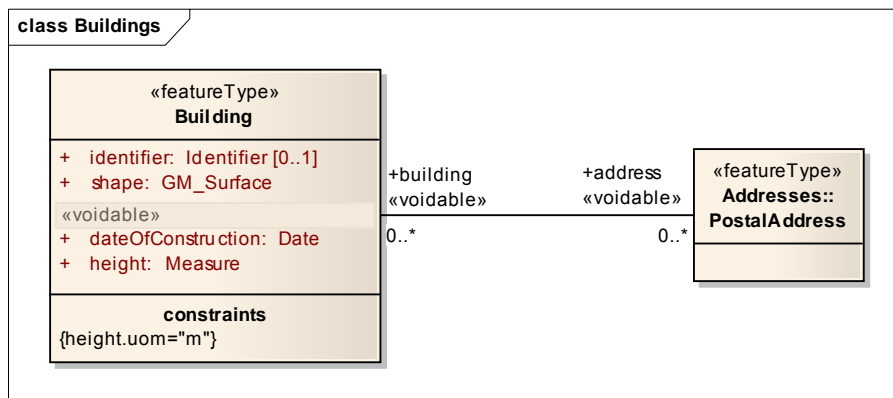 class Buildings
«featureType»
Building
+ identifier: Identifier [0..1]
+ shape: GM_Surface
«voidable»
+ dateOfConstruction: Date
+ height: Measure
constraints
{height.uom="m"}
+building
«voidable»
0..*
+address
«voidable»
0..*
«featureType»
Addresses::
PostalAddress